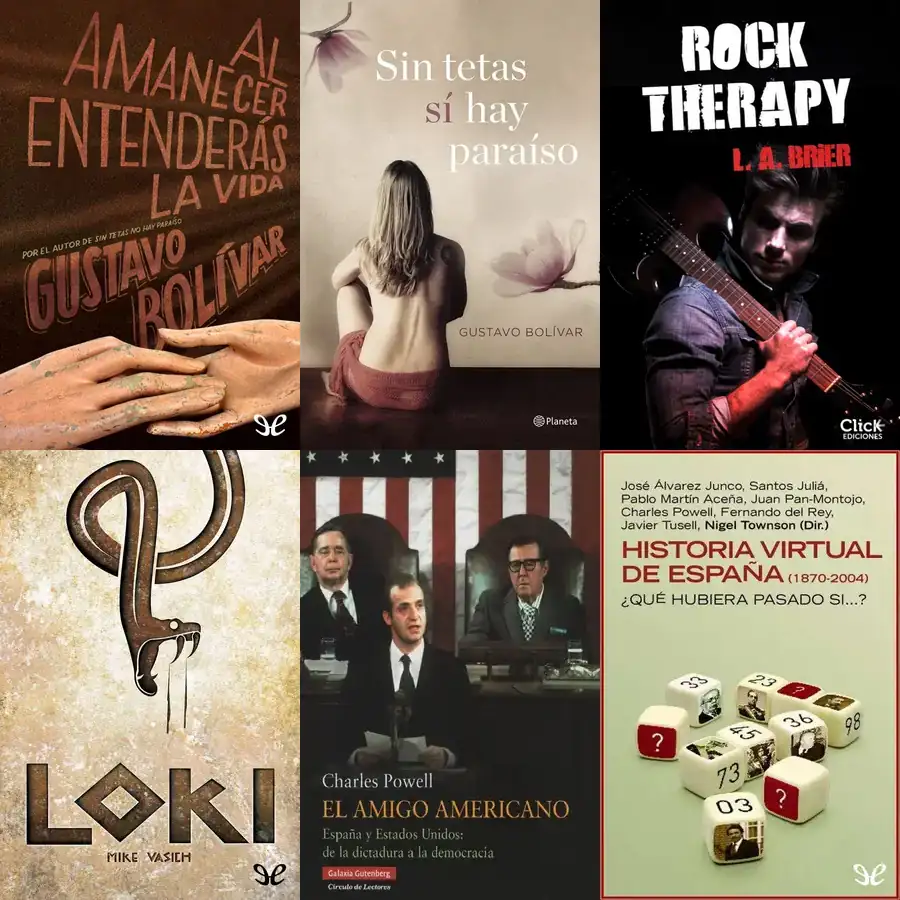 AL
AMANECER
ENTENDERÁS
LA VIDA
POR EL AUTOR DE SIN TETAS NO HAY PARAÍSO
GUSTAVO
BOLÍVAR
Sin tetas
sí hay
paraíso
GUSTAVO BOLÍVAR
Planeta
ROCK
THERAPY
L. A. BRIER
Click
EDICIONES
LOKI
MIKE VASICH
Charles Powell
EL AMIGO AMERICANO
España y Estados Unidos:
de la dictadura a la democracia
Galaxia Gutenberg
Círculo de Lectores
José Álvarez Junco, Santos Juliá,
Pablo Martín Aceña, Juan Pan-Montojo,
Charles Powell, Fernando del Rey,
Javier Tusell, Nigel Townson (Dir.)
HISTORIA VIRTUAL
DE ESPAÑA (1870-2004)
¿QUÉ HUBIERA PASADO SI...?
33
23
?
36
98
?
45
73
?
03